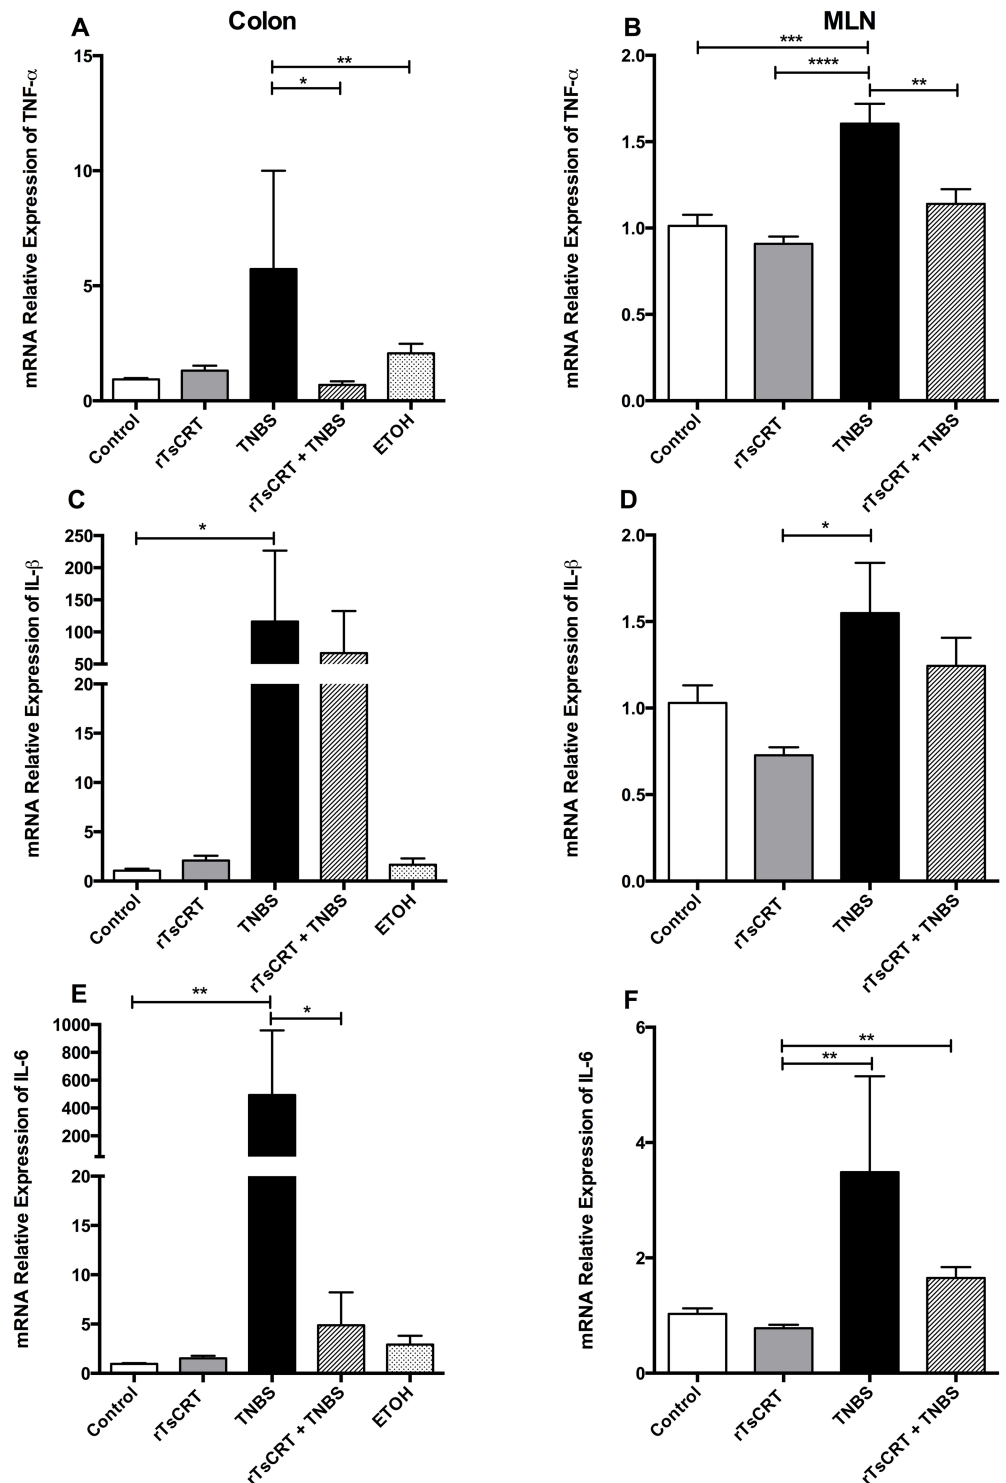 Colon
MLN
A
mRNA Relative Expression of TNF-α
15
10
5
0
**
*
Control
rTsCRT
TNBS
rTsCRT + TNBS
ETOH
B
mRNA Relative Expression of TNF-α
2.0
1.5
1.0
0.5
0.0
***
****
**
Control
rTsCRT
TNBS
rTsCRT + TNBS
C
mRNA Relative Expression of IL-β
250
200
150
100
50
20
15
10
5
0
*
Control
rTsCRT
TNBS
rTsCRT + TNBS
ETOH
D
mRNA Relative Expression of IL-β
2.0
1.5
1.0
0.5
0.0
*
Control
rTsCRT
TNBS
rTsCRT + TNBS
E
mRNA Relative Expression of IL-6
1000
800
600
400
200
20
15
10
5
0
**
*
Control
rTsCRT
TNBS
rTsCRT + TNBS
ETOH
F
mRNA Relative Expression of IL-6
6
4
2
0
**
**
Control
rTsCRT
TNBS
rTsCRT + TNBS